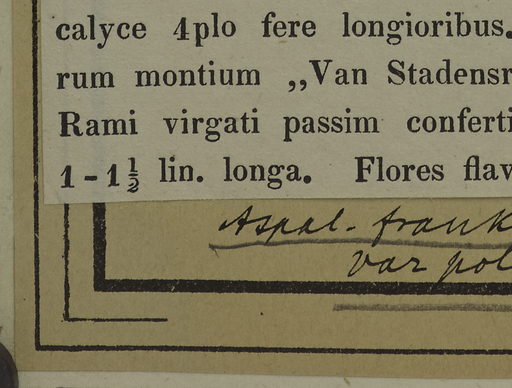 calyce 4plo fere longioribus.
rum montium „Van Stadensr
Rami virgati passim conferti
1-1½ lin. longa. Flores flav
Aspal. frank
var pol